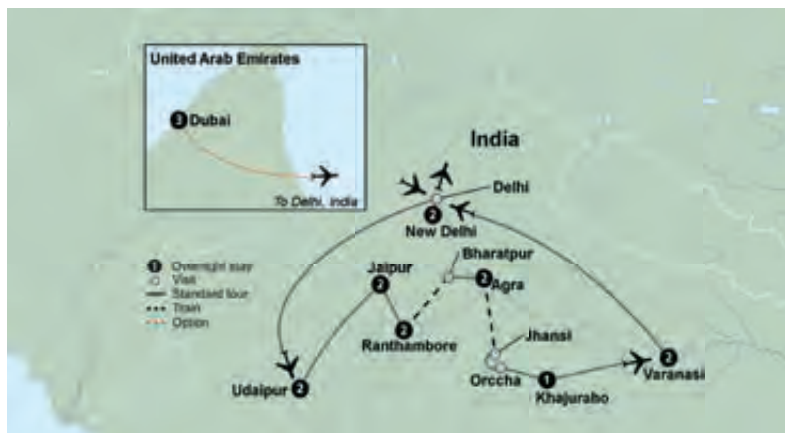 United Arab Emirates
3 Dubai
To Delhi, India
India
Delhi
2
New Delhi
Bharatpur
Jaipur
2
2 Agra
1 Overnight stay
Visit
Standard tour
Train
Option
2
Ranthambore
Jhansi
Orccha
Udaipur 2
1
Khajuraho
2
Varanasi